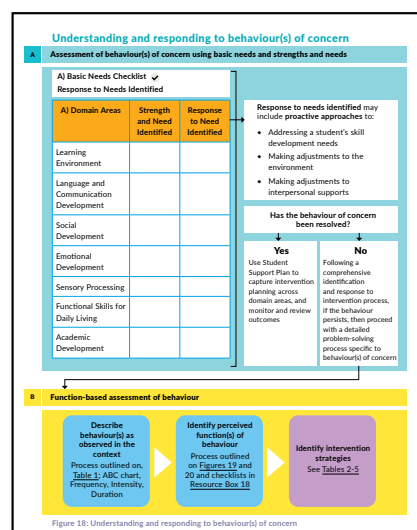 Understanding and responding to behaviour(s) of concern
A
Assessment of behaviour(s) of concern using basic needs and strengths and needs
A) Basic Needs Checklist ✓
Response to Needs Identified
A) Domain Areas
Strength
and Need
Identified
Response
to Need
Identified
Learning
Environment
Language and
Communication
Development
Social
Development
Emotional
Development
Sensory Processing
Functional Skills for
Daily Living
Academic
Development
Response to needs identified may
include proactive approaches to:
• Addressing a student's skill
development needs
• Making adjustments to the
environment
• Making adjustments to
interpersonal supports
Has the behaviour of concern
been resolved?
Yes
Use Student
Support Plan to
capture intervention
planning across
domain areas, and
monitor and review
outcomes
No
Following a
comprehensive
identification
and response to
intervention process,
if the behaviour
persists, then proceed
with a detailed
problem-solving
process specific to
behaviour(s) of concern
B
Function-based assessment of behaviour
Describe
behaviour(s) as
observed in the
context
Process outlined on,
Table 1; ABC chart,
Frequency, Intensity,
Duration
Identify perceived
function(s) of
behaviour
Process outlined
on Figures 19 and
20 and checklists in
Resource Box 18
Identify intervention
strategies
See Tables 2-5
Figure 18: Understanding and responding to behaviour(s) of concern